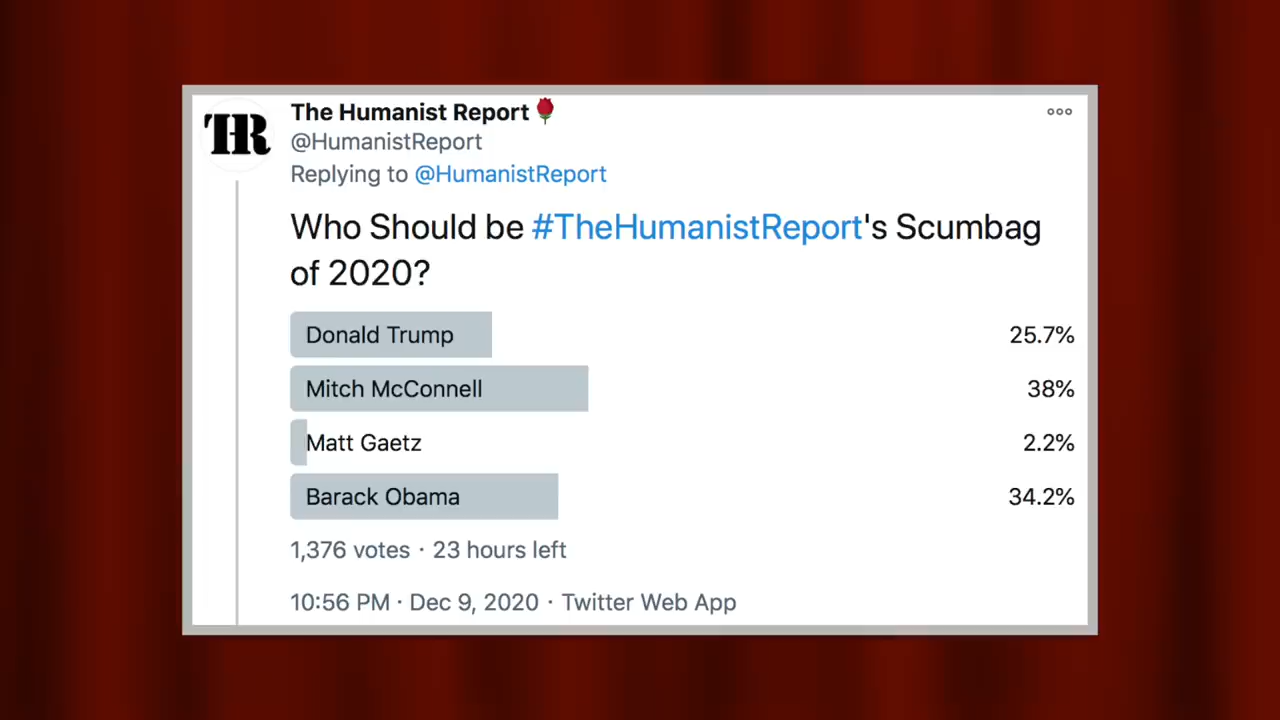 THR
The Humanist Report🌹
@HumanistReport
Replying to @HumanistReport
Who Should be #TheHumanistReport's Scumbag
of 2020?
Donald Trump 25.7%
Mitch McConnell 38%
Matt Gaetz 2.2%
Barack Obama 34.2%
1,376 votes · 23 hours left
10:56 PM · Dec 9, 2020 · Twitter Web App